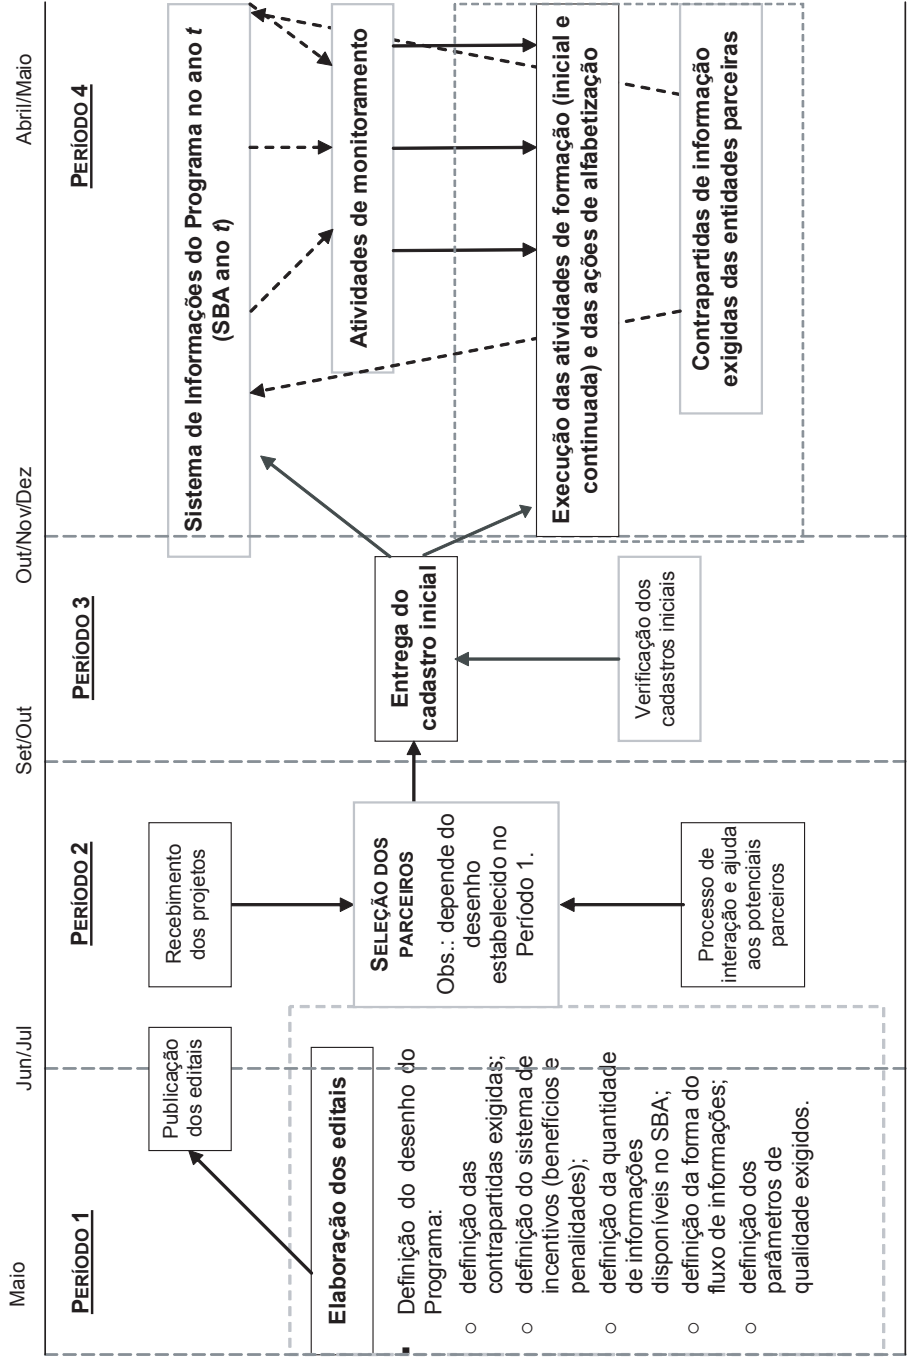 Maio
Jun/Jul
Set/Out
Out/Nov/Dez
Abril/Maio
PERÍODO 1
PERÍODO 2
PERÍODO 3
PERÍODO 4
Publicação
dos editais
Elaboração dos editais
▪ Definição do desenho do
Programa:
○ definição das
contrapartidas exigidas;
○ definição do sistema de
incentivos (benefícios e
penalidades);
○ definição da quantidade
de informações
disponíveis no SBA;
○ definição da forma do
fluxo de informações;
○ definição dos
parâmetros de
qualidade exigidos.
Recebimento
dos projetos
SELEÇÃO DOS
PARCEIROS
Obs.: depende do
desenho
estabelecido no
Período 1.
Processo de
interação e ajuda
aos potenciais
parceiros
Entrega do
cadastro inicial
Verificação dos
cadastros iniciais
Sistema de Informações do Programa no ano t
(SBA ano t)
Atividades de monitoramento
Execução das atividades de formação (inicial e
continuada) e das ações de alfabetização
Contrapartidas de informação
exigidas das entidades parceiras